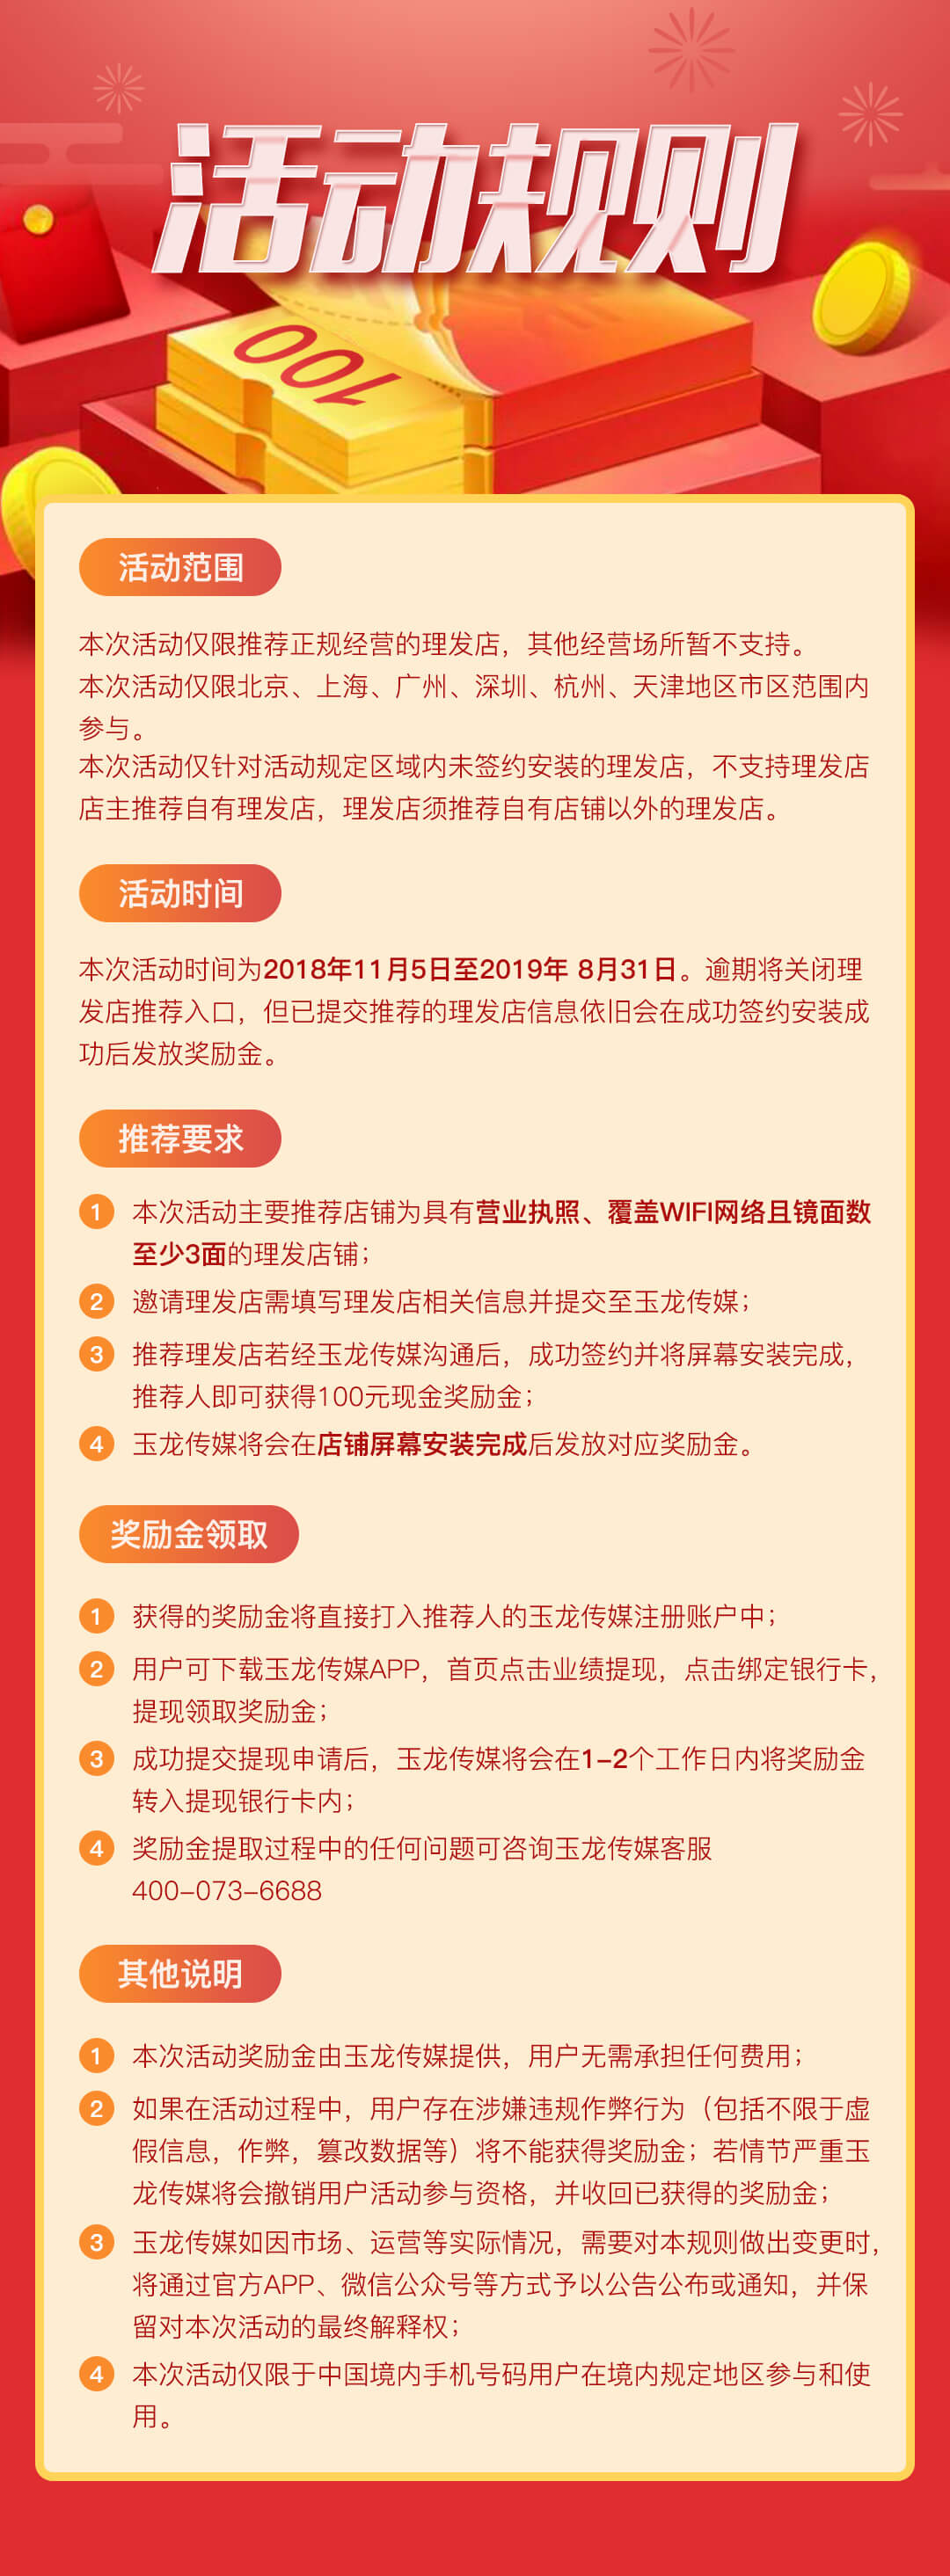 活动规则
100
活动范围
本次活动仅限推荐正规经营的理发店，其他经营场所暂不支持。
本次活动仅限北京、上海、广州、深圳、杭州、天津地区市区范围内
参与。
本次活动仅针对活动规定区域内未签约安装的理发店，不支持理发店
店主推荐自有理发店，理发店须推荐自有店铺以外的理发店。
活动时间
本次活动时间为2018年11月5日至2019年 8月31日。逾期将关闭理
发店推荐入口，但已提交推荐的理发店信息依旧会在成功签约安装成
功后发放奖励金。
推荐要求
1 本次活动主要推荐店铺为具有营业执照、覆盖WIFI网络且镜面数
至少3面的理发店铺；
2 邀请理发店需填写理发店相关信息并提交至玉龙传媒；
3 推荐理发店若经玉龙传媒沟通后，成功签约并将屏幕安装完成，
推荐人即可获得100元现金奖励金；
4 玉龙传媒将会在店铺屏幕安装完成后发放对应奖励金。
奖励金领取
1 获得的奖励金将直接打入推荐人的玉龙传媒注册账户中；
2 用户可下载玉龙传媒APP，首页点击业绩提现，点击绑定银行卡，
提现领取奖励金；
3 成功提交提现申请后，玉龙传媒将会在1-2个工作日内将奖励金
转入提现银行卡内；
4 奖励金提取过程中的任何问题可咨询玉龙传媒客服
400-073-6688
其他说明
1 本次活动奖励金由玉龙传媒提供，用户无需承担任何费用；
2 如果在活动过程中，用户存在涉嫌违规作弊行为（包括不限于虚
假信息，作弊，篡改数据等）将不能获得奖励金；若情节严重玉
龙传媒将会撤销用户活动参与资格，并收回已获得的奖励金；
3 玉龙传媒如因市场、运营等实际情况，需要对本规则做出变更时，
将通过官方APP、微信公众号等方式予以公告公布或通知，并保
留对本次活动的最终解释权；
4 本次活动仅限于中国境内手机号码用户在境内规定地区参与和使
用。